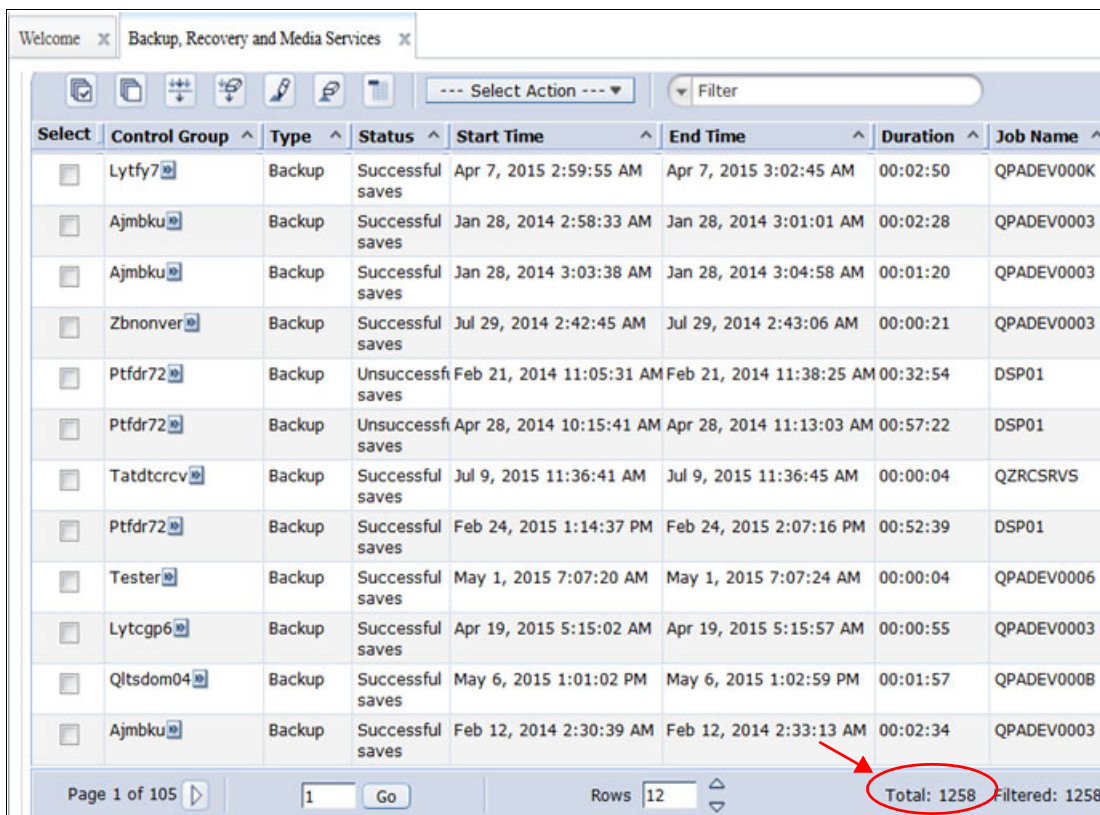 Welcome Backup, Recovery and Media Services
--- Select Action --- Filter
Select Control Group Type Status Start Time End Time Duration Job Name
Lytfy7 Backup Successful Apr 7, 2015 2:59:55 AM Apr 7, 2015 3:02:45 AM 00:02:50 QPADEV000K
saves
Ajmbku Backup Successful Jan 28, 2014 2:58:33 AM Jan 28, 2014 3:01:01 AM 00:02:28 QPADEV0003
saves
Ajmbku Backup Successful Jan 28, 2014 3:03:38 AM Jan 28, 2014 3:04:58 AM 00:01:20 QPADEV0003
saves
Zbnonver Backup Successful Jul 29, 2014 2:42:45 AM Jul 29, 2014 2:43:06 AM 00:00:21 QPADEV0003
saves
Ptfdr72 Backup Unsuccessfu Feb 21, 2014 11:05:31 AM Feb 21, 2014 11:38:25 AM 00:32:54 DSP01
saves
Ptfdr72 Backup Unsuccessfu Apr 28, 2014 10:15:41 AM Apr 28, 2014 11:13:03 AM 00:57:22 DSP01
saves
Tatdtcrcv Backup Successful Jul 9, 2015 11:36:41 AM Jul 9, 2015 11:36:45 AM 00:00:04 QZRCSRVS
saves
Ptfdr72 Backup Successful Feb 24, 2015 1:14:37 PM Feb 24, 2015 2:07:16 PM 00:52:39 DSP01
saves
Tester Backup Successful May 1, 2015 7:07:20 AM May 1, 2015 7:07:24 AM 00:00:04 QPADEV0006
saves
Lytcgp6 Backup Successful Apr 19, 2015 5:15:02 AM Apr 19, 2015 5:15:57 AM 00:00:55 QPADEV0003
saves
Qltsdom04 Backup Successful May 6, 2015 1:01:02 PM May 6, 2015 1:02:59 PM 00:01:57 QPADEV000B
saves
Ajmbku Backup Successful Feb 12, 2014 2:30:39 AM Feb 12, 2014 2:33:13 AM 00:02:34 QPADEV0003
saves
Page 1 of 105 1 Go Rows 12 Total: 1258 Filtered: 1258